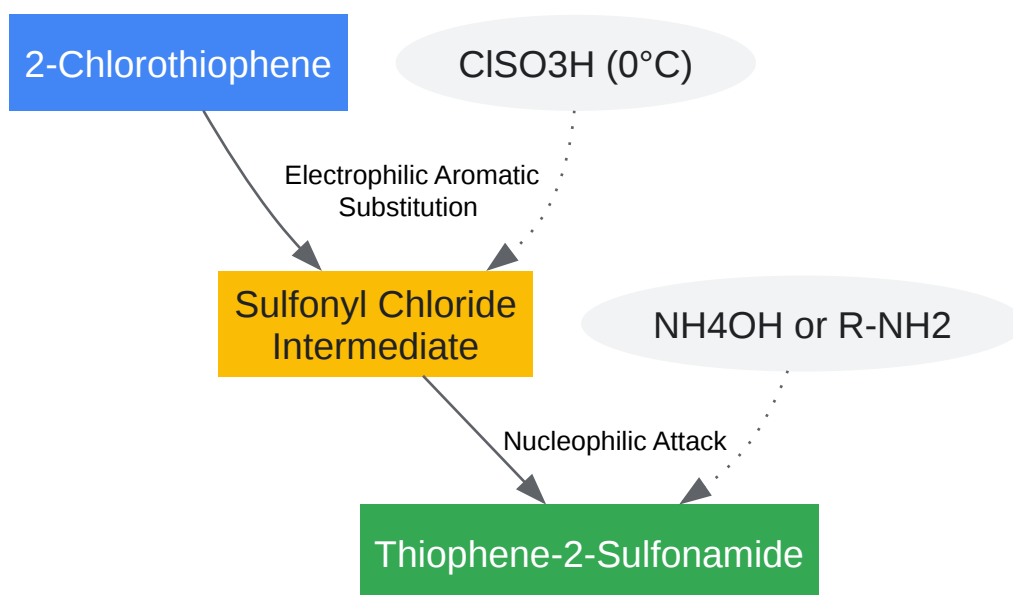 2-Chlorothiophene
ClSO3H (0°C)
Electrophilic Aromatic
Substitution
Sulfonyl Chloride
Intermediate
NH4OH or R-NH2
Nucleophilic Attack
Thiophene-2-Sulfonamide